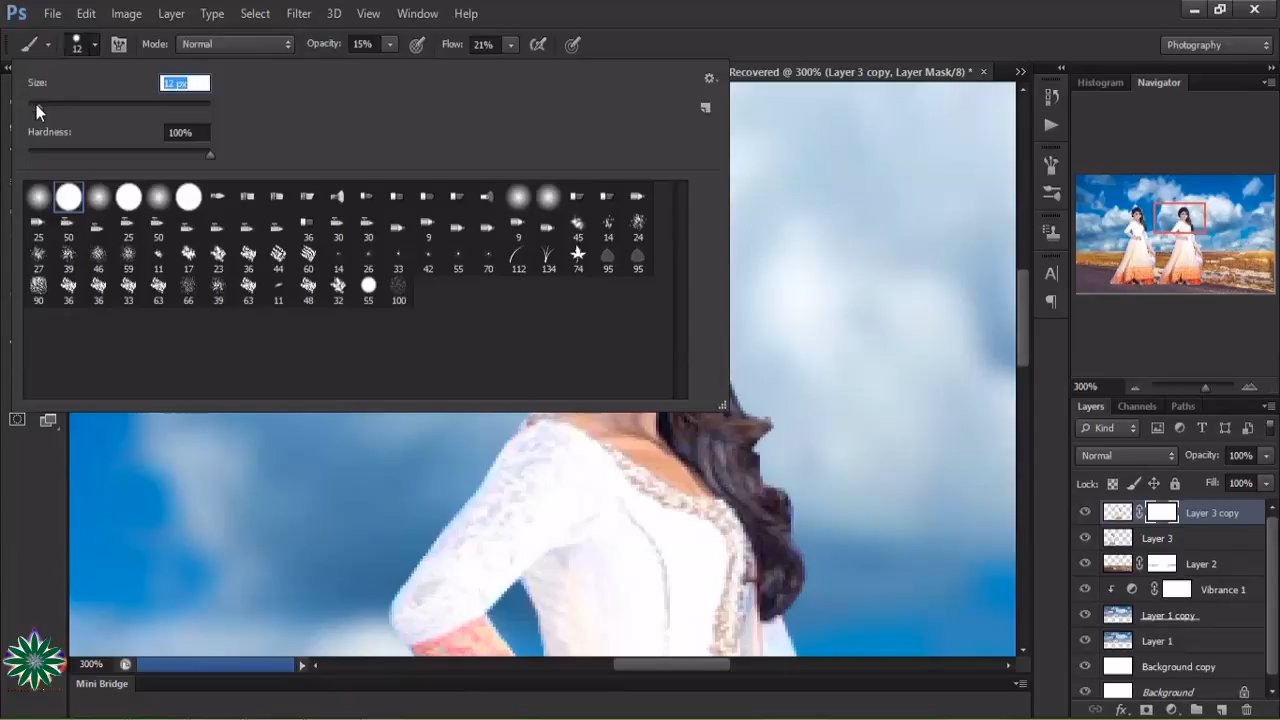 Ps File Edit Image Layer Type Select Filter 3D View Window Help
12 Mode: Normal Opacity: 15% Flow: 21% Photography
Size: 12 px
Recovered @ 300% (Layer 3 copy, Layer Mask/8) *
Histogram Navigator
Hardness: 100%
25 50 25 50 36 30 30 9 9 45 14 24
27 39 46 59 11 17 23 36 44 60 14 26 33 42 55 70 112 134 74 95 95
90 36 36 33 63 66 39 63 11 48 32 55 100
300%
Layers Channels Paths
Kind
Normal Opacity: 100%
Lock: Fill: 100%
Layer 3 copy
Layer 3
Layer 2
Vibrance 1
Layer 1 copy
Layer 1
Background copy
Background
300%
Mini Bridge